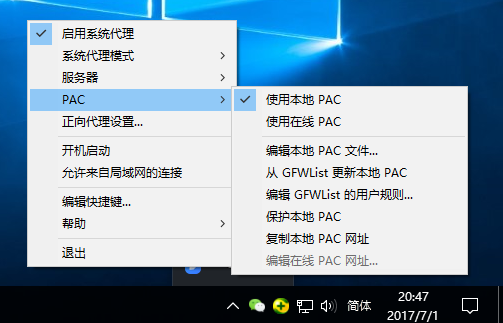 启用系统代理
系统代理模式
服务器
PAC
正向代理设置...
开机启动
允许来自局域网的连接
编辑快捷键...
帮助
退出
使用本地 PAC
使用在线 PAC
编辑本地 PAC 文件...
从 GFWList 更新本地 PAC
编辑 GFWList 的用户规则...
保护本地 PAC
复制本地 PAC 网址
编辑在线 PAC 网址...
简体
20:47
2017/7/1